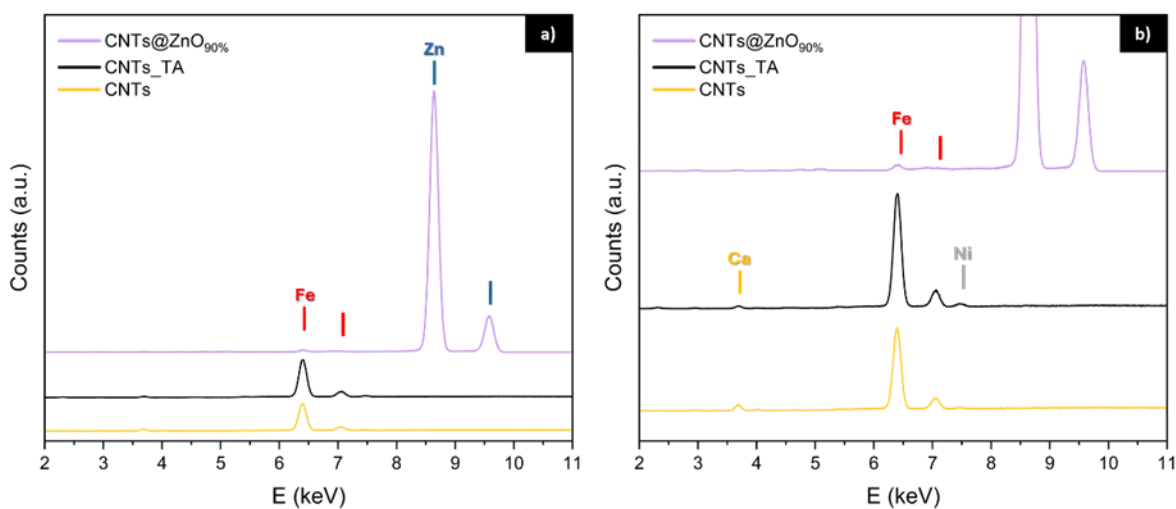 a)
CNTs@ZnO90%
CNTs_TA
CNTs
Zn
Fe
Counts (a.u.)
2 3 4 5 6 7 8 9 10 11
E (keV)
b)
CNTs@ZnO90%
CNTs_TA
CNTs
Fe
Ca
Ni
Counts (a.u.)
2 3 4 5 6 7 8 9 10 11
E (keV)